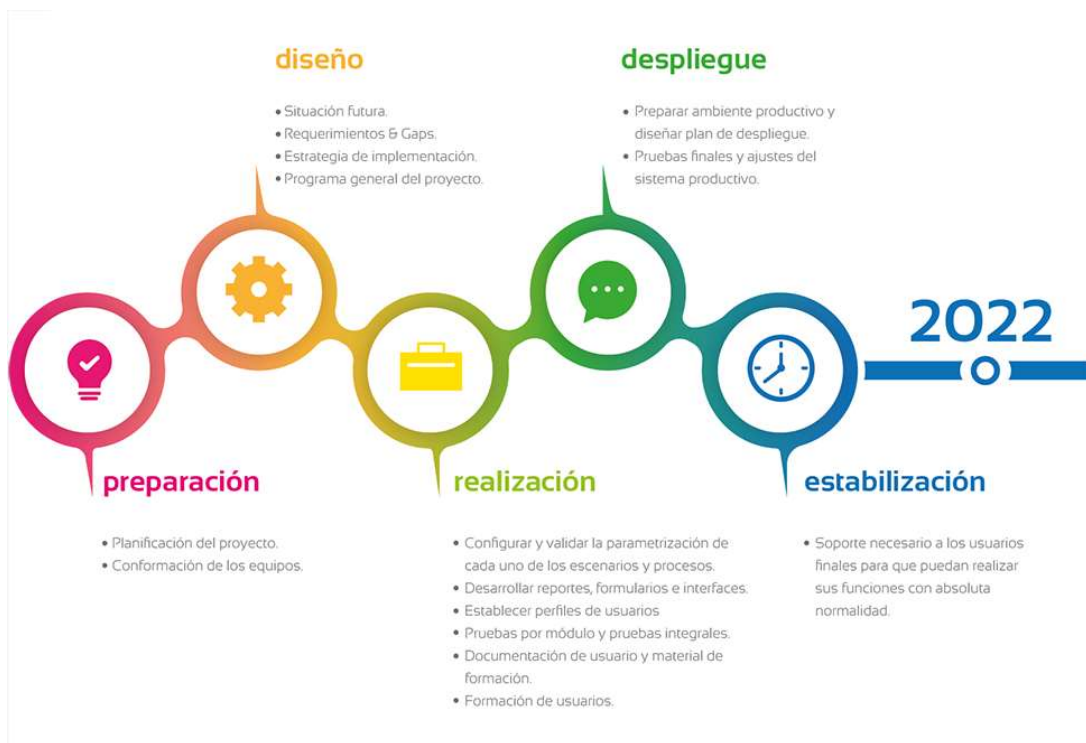 diseño
• Situación futura.
• Requerimientos & Gaps.
• Estrategia de implementación.
• Programa general del proyecto.
despliegue
• Preparar ambiente productivo y
diseñar plan de despliegue.
• Pruebas finales y ajustes del
sistema productivo.
2022
preparación
• Planificación del proyecto.
• Conformación de los equipos.
realización
• Configurar y validar la parametrización de
cada uno de los escenarios y procesos.
• Desarrollar reportes, formularios e interfaces.
• Establecer perfiles de usuarios
• Pruebas por módulo y pruebas integrales.
• Documentación de usuario y material de
formación.
• Formación de usuarios.
estabilización
• Soporte necesario a los usuarios
finales para que puedan realizar
sus funciones con absoluta
normalidad.